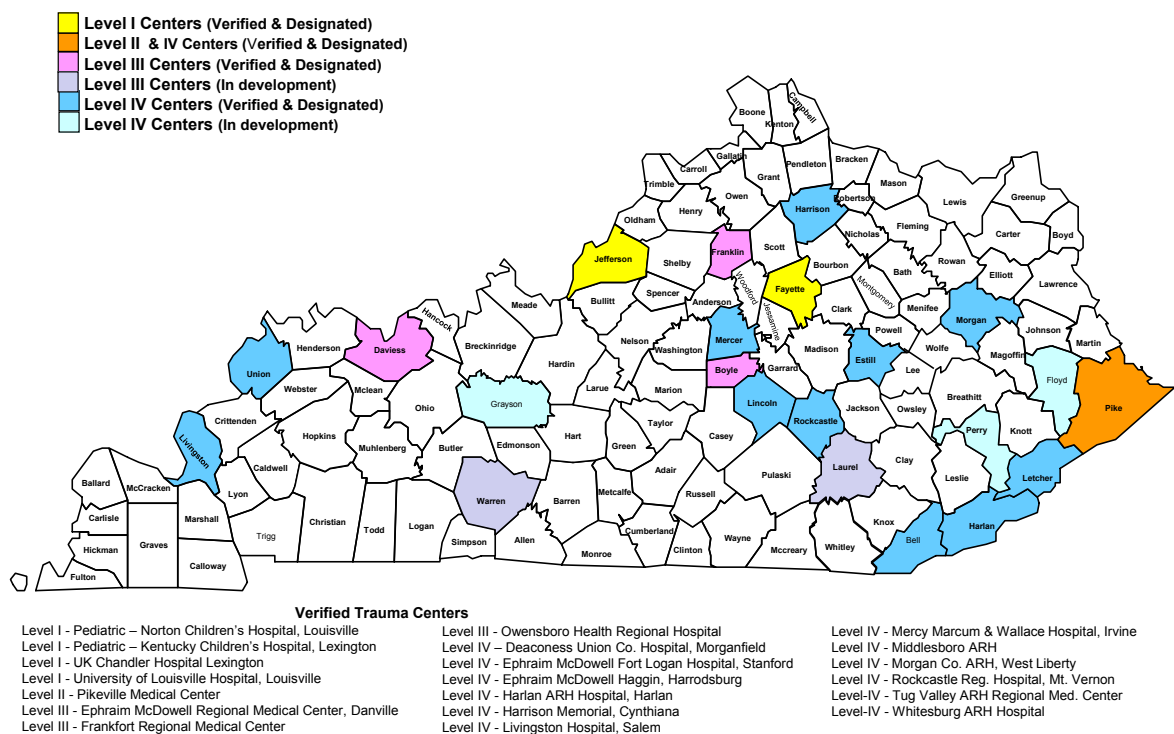 Level I Centers (Verified & Designated)
Level II & IV Centers (Verified & Designated)
Level III Centers (Verified & Designated)
Level III Centers (In development)
Level IV Centers (Verified & Designated)
Level IV Centers (In development)
Boone
Kenton
Campbell
Gallatin
Carroll
Grant
Pendleton
Bracken
Trimble
Owen
Mason
Robertson
Lewis
Greenup
Oldham
Henry
Harrison
Nicholas
Fleming
Carter
Boyd
Jefferson
Shelby
Franklin
Scott
Bourbon
Bath
Rowan
Elliott
Lawrence
Meade
Bullitt
Spencer
Anderson
Woodford
Fayette
Jessamine
Clark
Montgomery
Menifee
Morgan
Johnson
Martin
Hancock
Henderson
Daviess
Breckinridge
Hardin
Nelson
Washington
Mercer
Madison
Powell
Estill
Wolfe
Magoffin
Union
Webster
Mclean
Ohio
Grayson
Larue
Marion
Boyle
Garrard
Lee
Floyd
Pike
Crittenden
Hopkins
Muhlenberg
Butler
Edmonson
Hart
Green
Taylor
Casey
Lincoln
Rockcastle
Jackson
Owsley
Breathitt
Perry
Knott
Livingston
Caldwell
Lyon
Warren
Barren
Metcalfe
Adair
Russell
Pulaski
Laurel
Clay
Leslie
Letcher
Ballard
McCracken
Carlisle
Graves
Marshall
Trigg
Christian
Todd
Logan
Simpson
Allen
Monroe
Cumberland
Clinton
Wayne
Mccreary
Whitley
Knox
Bell
Harlan
Hickman
Fulton
Calloway
Verified Trauma Centers
Level I - Pediatric – Norton Children's Hospital, Louisville
Level I - Pediatric – Kentucky Children's Hospital, Lexington
Level I - UK Chandler Hospital Lexington
Level I - University of Louisville Hospital, Louisville
Level II - Pikeville Medical Center
Level III - Ephraim McDowell Regional Medical Center, Danville
Level III - Frankfort Regional Medical Center
Level III - Owensboro Health Regional Hospital
Level IV – Deaconess Union Co. Hospital, Morganfield
Level IV - Ephraim McDowell Fort Logan Hospital, Stanford
Level IV - Ephraim McDowell Haggin, Harrodsburg
Level IV - Harlan ARH Hospital, Harlan
Level IV - Harrison Memorial, Cynthiana
Level IV - Livingston Hospital, Salem
Level IV - Mercy Marcum & Wallace Hospital, Irvine
Level IV - Middlesboro ARH
Level IV - Morgan Co. ARH, West Liberty
Level IV - Rockcastle Reg. Hospital, Mt. Vernon
Level-IV - Tug Valley ARH Regional Med. Center
Level-IV - Whitesburg ARH Hospital